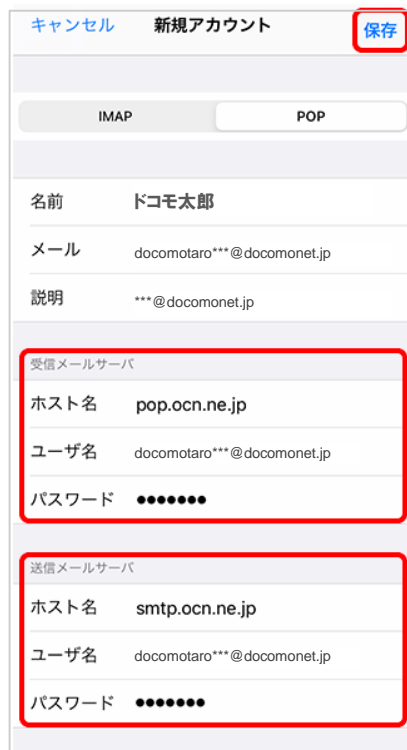 キャンセル 新規アカウント 保存
IMAP POP
名前 ドコモ太郎
メール docomotaro***@docomonet.jp
説明 ***@docomonet.jp
受信メールサーバ
ホスト名 pop.ocn.ne.jp
ユーザ名 docomotaro***@docomonet.jp
パスワード ●●●●●●●
送信メールサーバ
ホスト名 smtp.ocn.ne.jp
ユーザ名 docomotaro***@docomonet.jp
パスワード ●●●●●●●